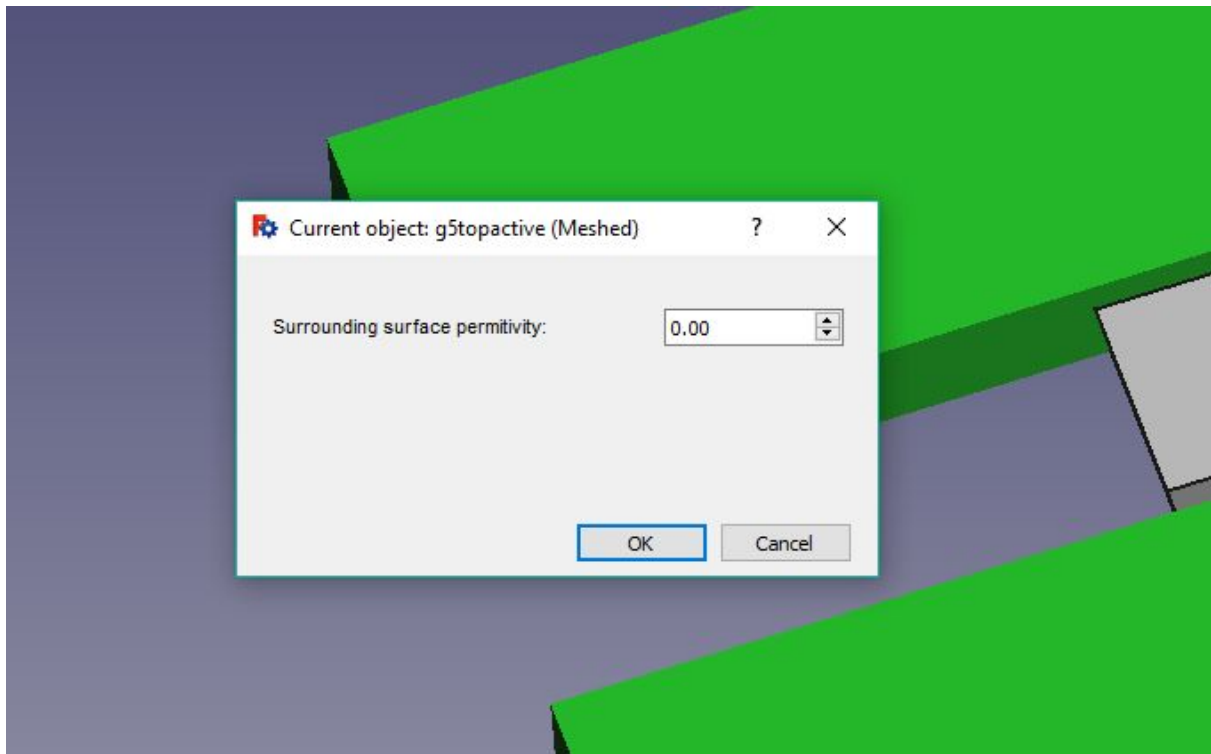 Current object: g5topactive (Meshed)
?
Surrounding surface permitivity:
0.00
OK
Cancel